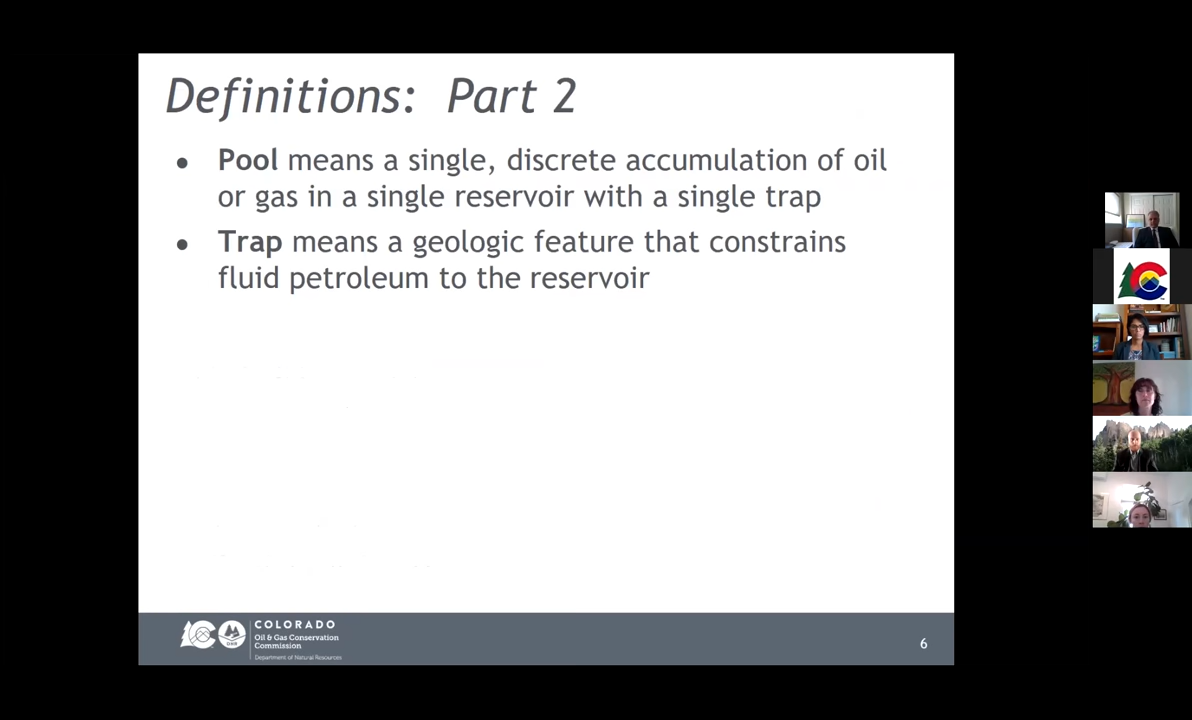 Definitions: Part 2
● Pool means a single, discrete accumulation of oil
or gas in a single reservoir with a single trap
● Trap means a geologic feature that constrains
fluid petroleum to the reservoir
COLORADO
Oil & Gas Conservation
Commission
Department of Natural Resources
6